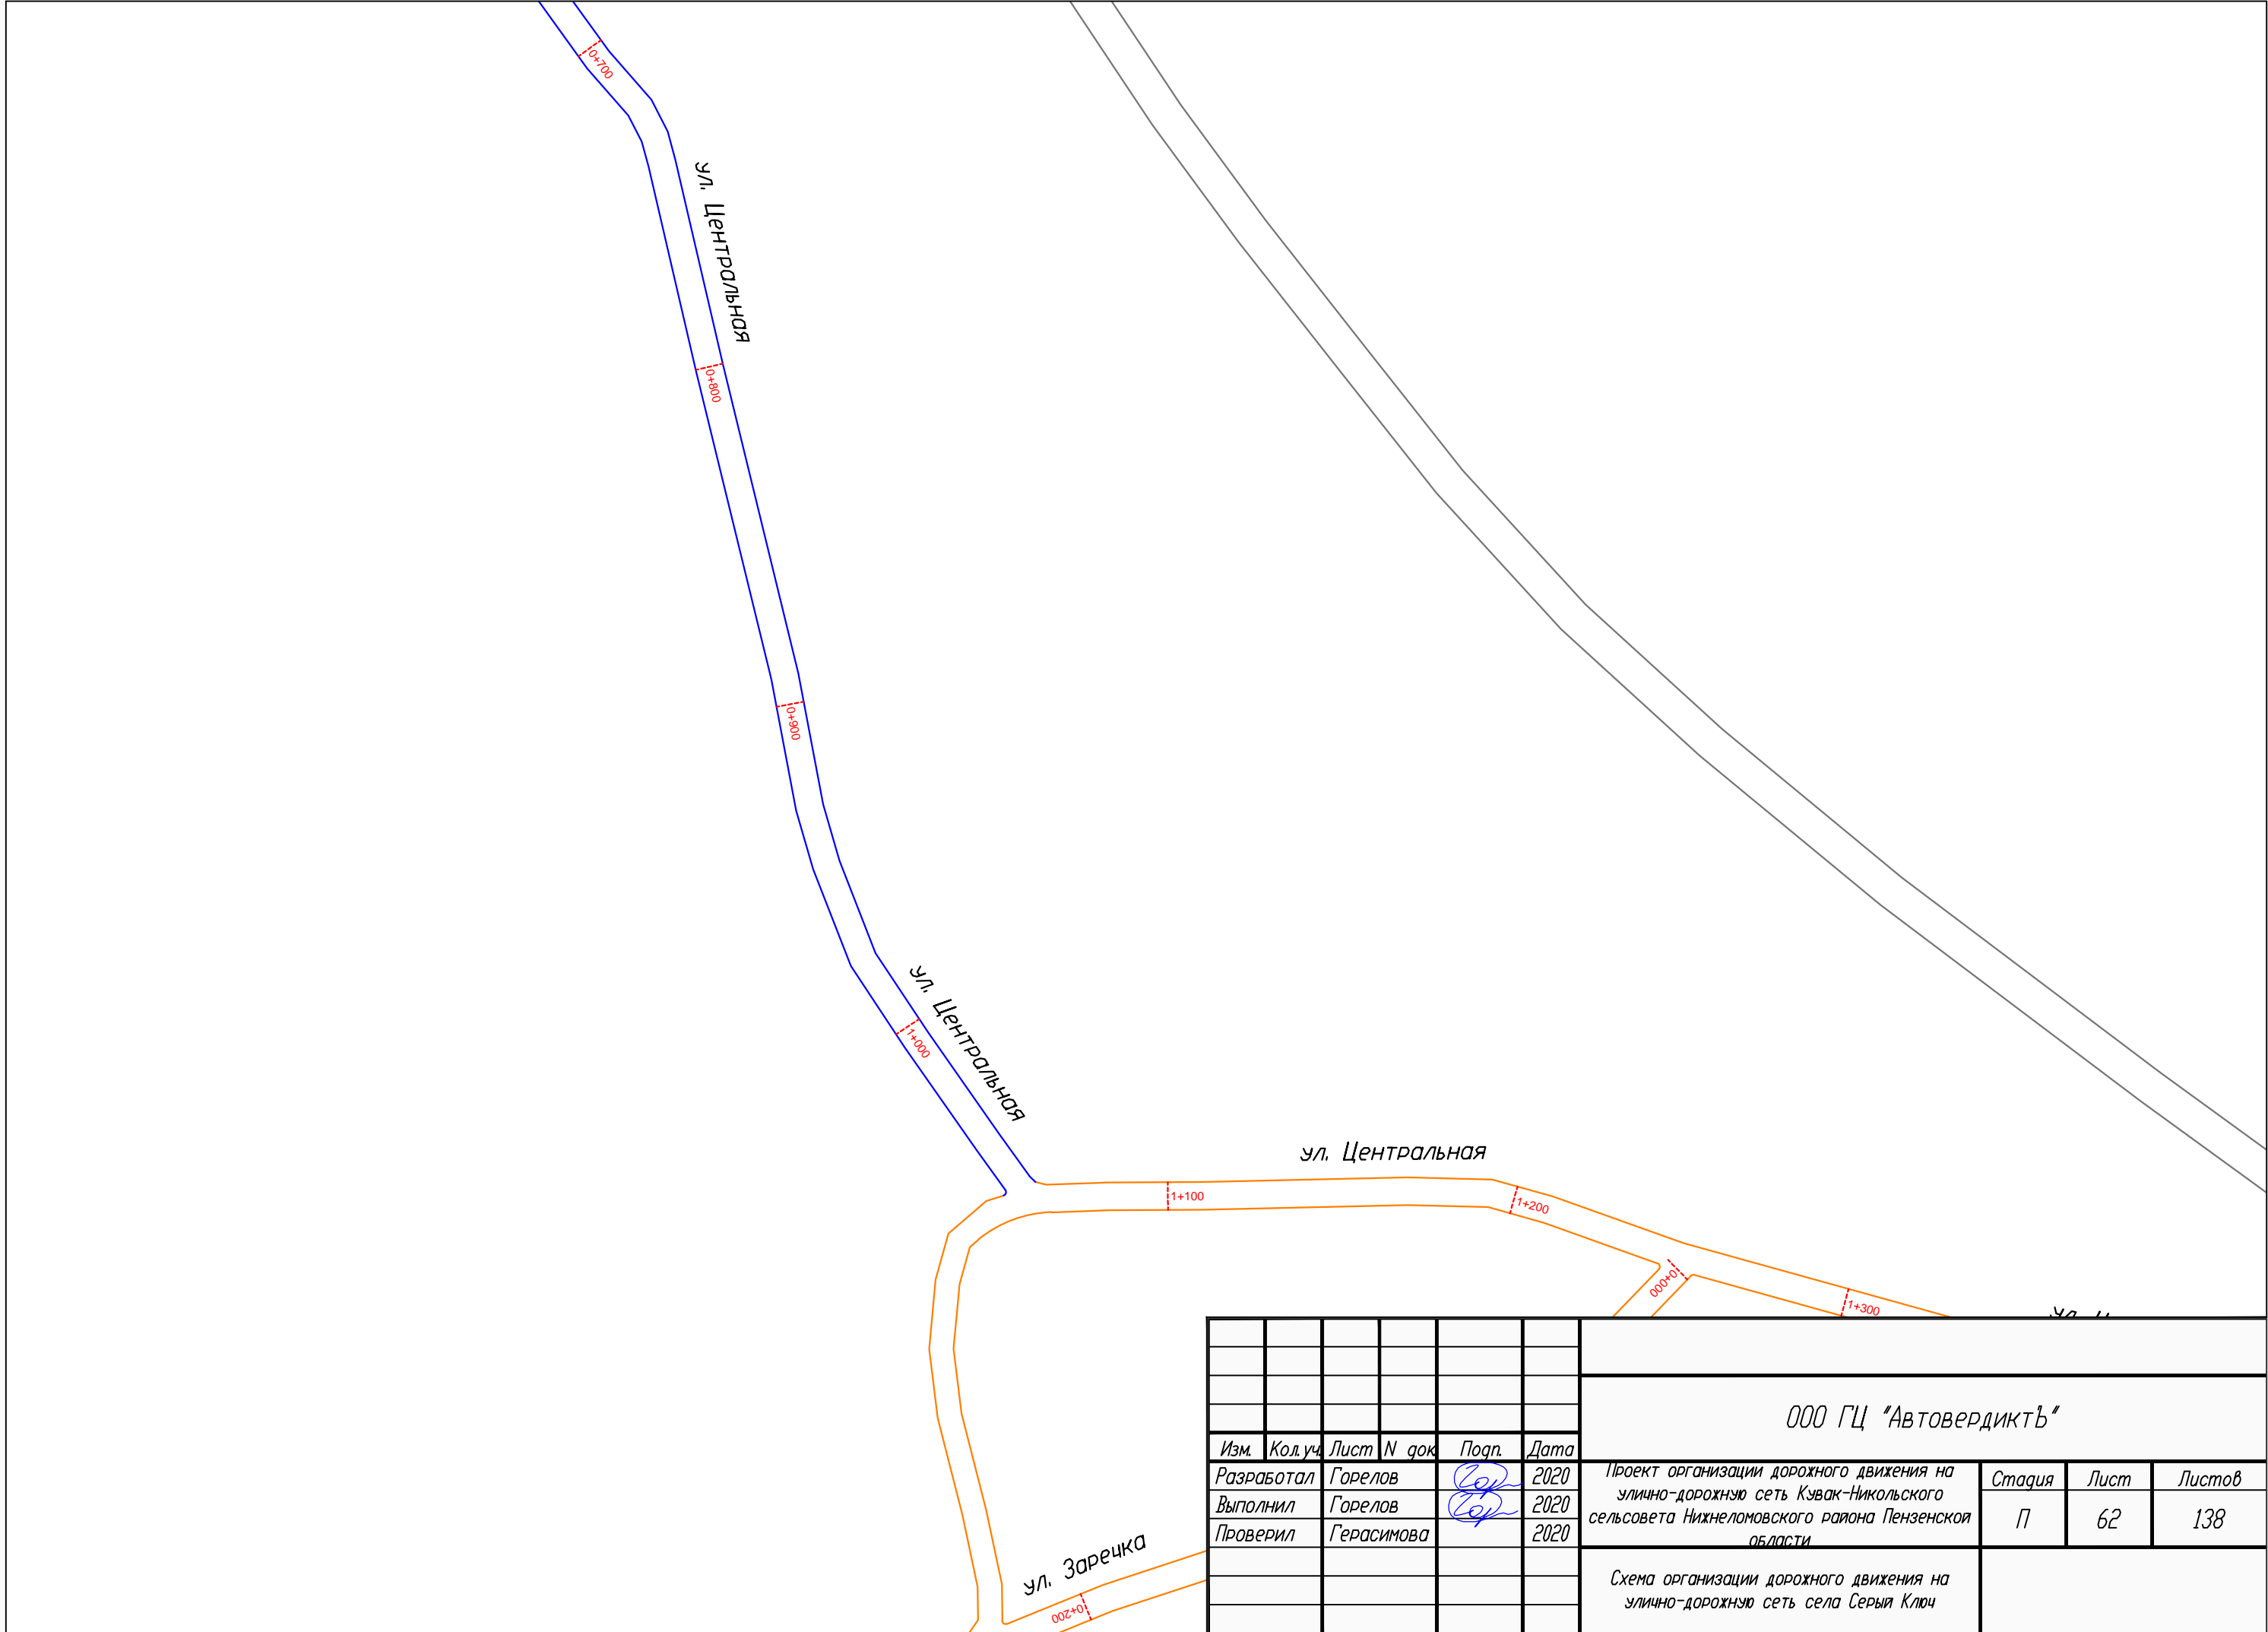 0+700
ул. Центральная
0+800
0+900
ул. Центральная
1+000
ул. Центральная
1+100
1+200
0+000
1+300
ООО ГЦ "АвтовердиктЪ"
Изм. Кол.уч. Лист N док Подп. Дата
Разработал Горелов 2020
Выполнил Горелов 2020
Проверил Герасимова 2020
Проект организации дорожного движения на
улично-дорожную сеть Кувак-Никольского
сельсовета Нижнеломовского района Пензенской
области
Стадия Лист Листов
П 62 138
Схема организации дорожного движения на
улично-дорожную сеть села Серый Ключ
ул. Заречка
0+200